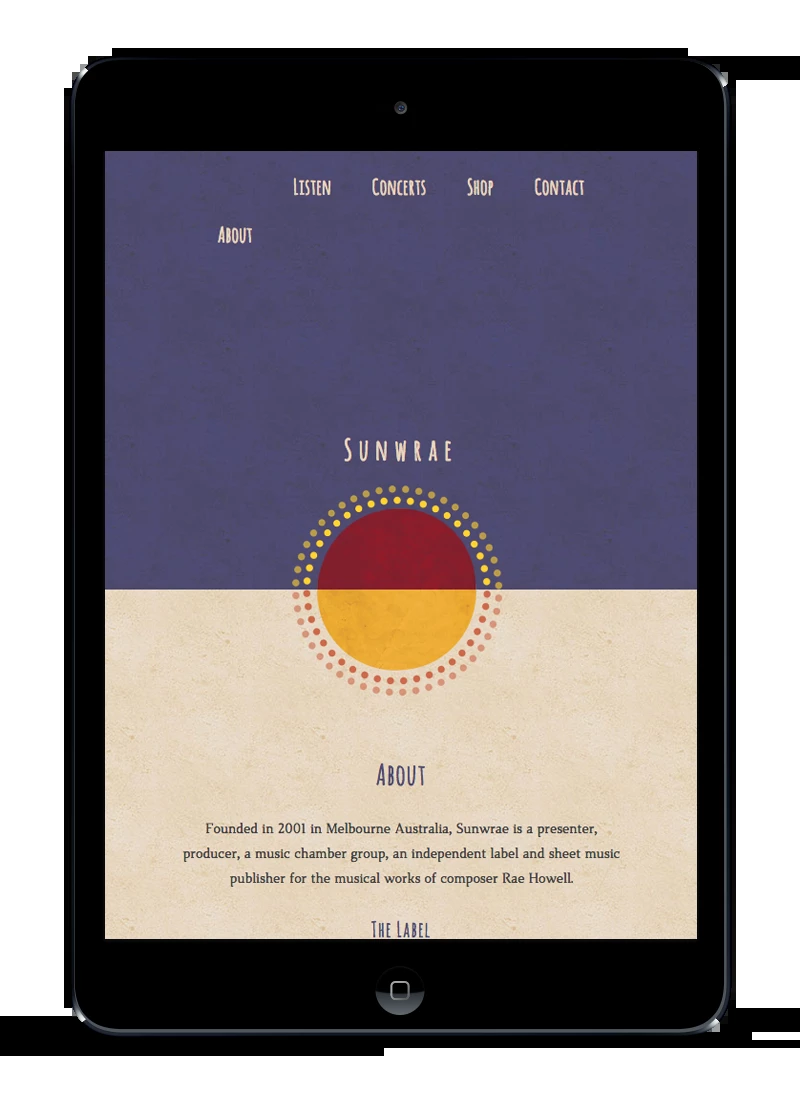 Listen Concerts Shop Contact
About
Sunwrae
About
Founded in 2001 in Melbourne Australia, Sunwrae is a presenter,
producer, a music chamber group, an independent label and sheet music
publisher for the musical works of composer Rae Howell.
The Label